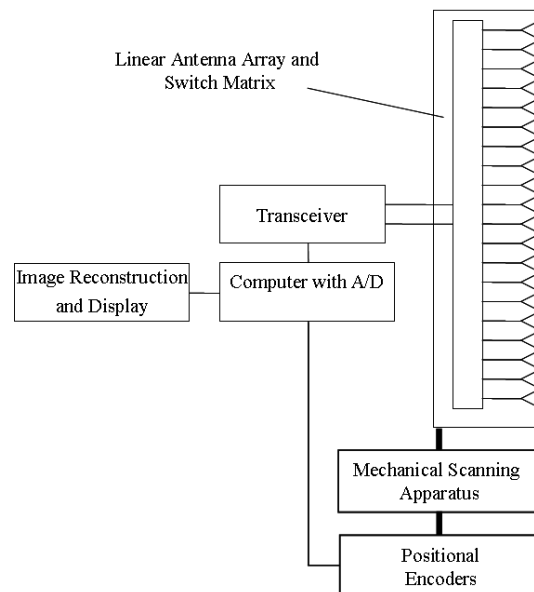 Linear Antenna Array and
Switch Matrix
Transceiver
Image Reconstruction
and Display
Computer with A/D
Mechanical Scanning
Apparatus
Positional
Encoders